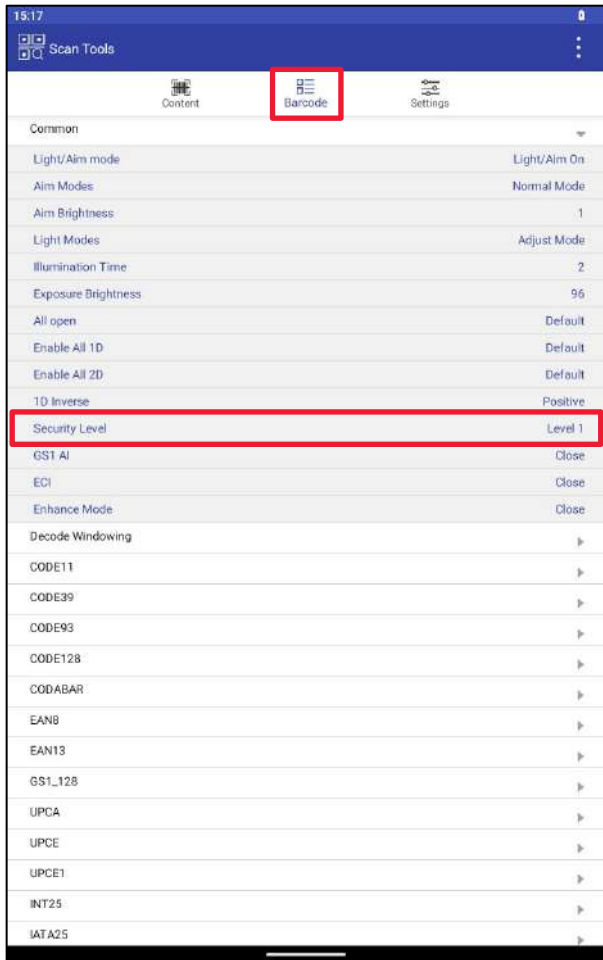 15:17
Scan Tools
Content Barcode Settings
Common
Light/Aim mode Light/Aim On
Aim Modes Normal Mode
Aim Brightness 1
Light Modes Adjust Mode
Illumination Time 2
Exposure Brightness 96
All open Default
Enable All 1D Default
Enable All 2D Default
1D Inverse Positive
Security Level Level 1
GS1 AI Close
ECI Close
Enhance Mode Close
Decode Windowing
CODE11
CODE39
CODE93
CODE128
CODABAR
EAN8
EAN13
GS1_128
UPCA
UPCE
UPCE1
INT25
IATA25